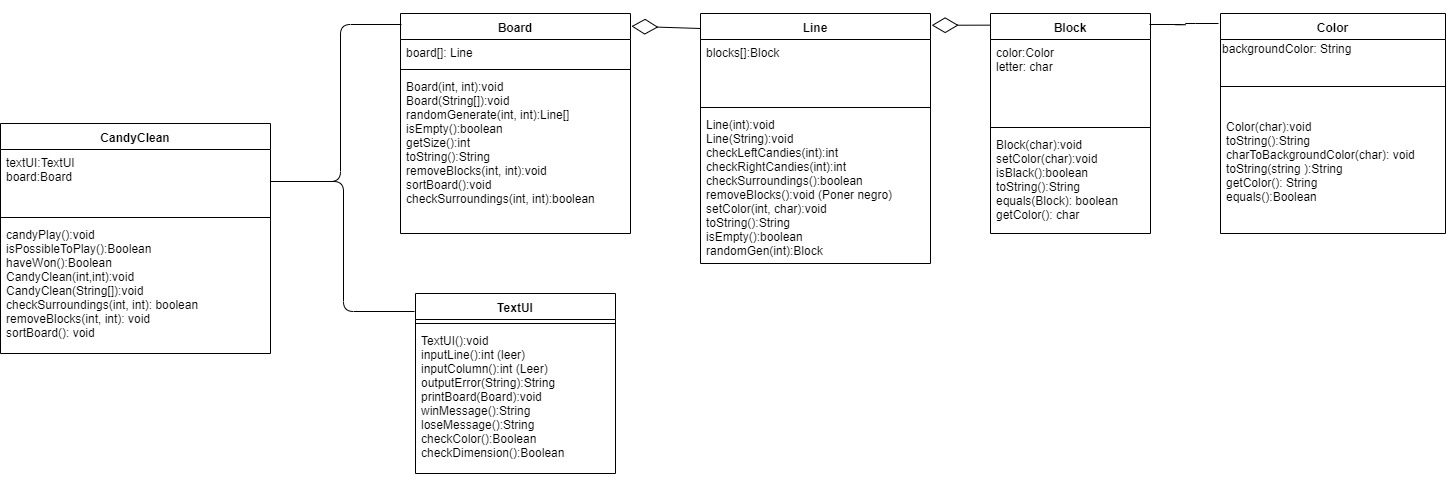 CandyClean
textUI:TextUI
board:Board
candyPlay():void
isPossibleToPlay():Boolean
haveWon():Boolean
CandyClean(int,int):void
CandyClean(String[]):void
checkSurroundings(int, int): boolean
removeBlocks(int, int): void
sortBoard(): void
Board
board[]: Line
Board(int, int):void
Board(String[]):void
randomGenerate(int, int):Line[]
isEmpty():boolean
getSize():int
toString():String
removeBlocks(int, int):void
sortBoard():void
checkSurroundings(int, int):boolean
TextUI
TextUI():void
inputLine():int (leer)
inputColumn():int (Leer)
outputError(String):String
printBoard(Board):void
winMessage():String
loseMessage():String
checkColor():Boolean
checkDimension():Boolean
Line
blocks[]:Block
Line(int):void
Line(String):void
checkLeftCandies(int):int
checkRightCandies(int):int
checkSurroundings():boolean
removeBlocks():void (Poner negro)
setColor(int, char):void
toString():String
isEmpty():boolean
randomGen(int):Block
Block
color:Color
letter: char
Block(char):void
setColor(char):void
isBlack():boolean
toString():String
equals(Block): boolean
getColor(): char
Color
backgroundColor: String
Color(char):void
toString():String
charToBackgroundColor(char): void
toString(string ):String
getColor(): String
equals():Boolean